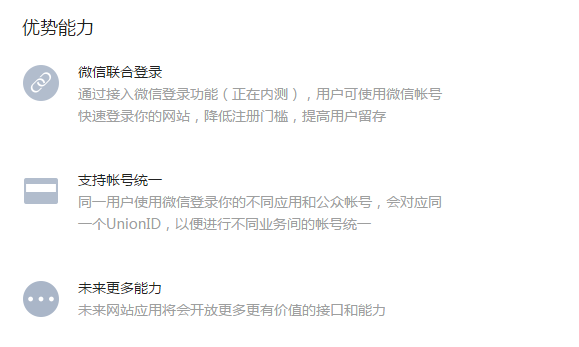 优势能力
微信联合登录
通过接入微信登录功能（正在内测），用户可使用微信帐号
快速登录你的网站，降低注册门槛，提高用户留存
支持帐号统一
同一用户使用微信登录你的不同应用和公众帐号，会对应同
一个UnionID，以便进行不同业务间的帐号统一
未来更多能力
未来网站应用将会开放更多更有价值的接口和能力